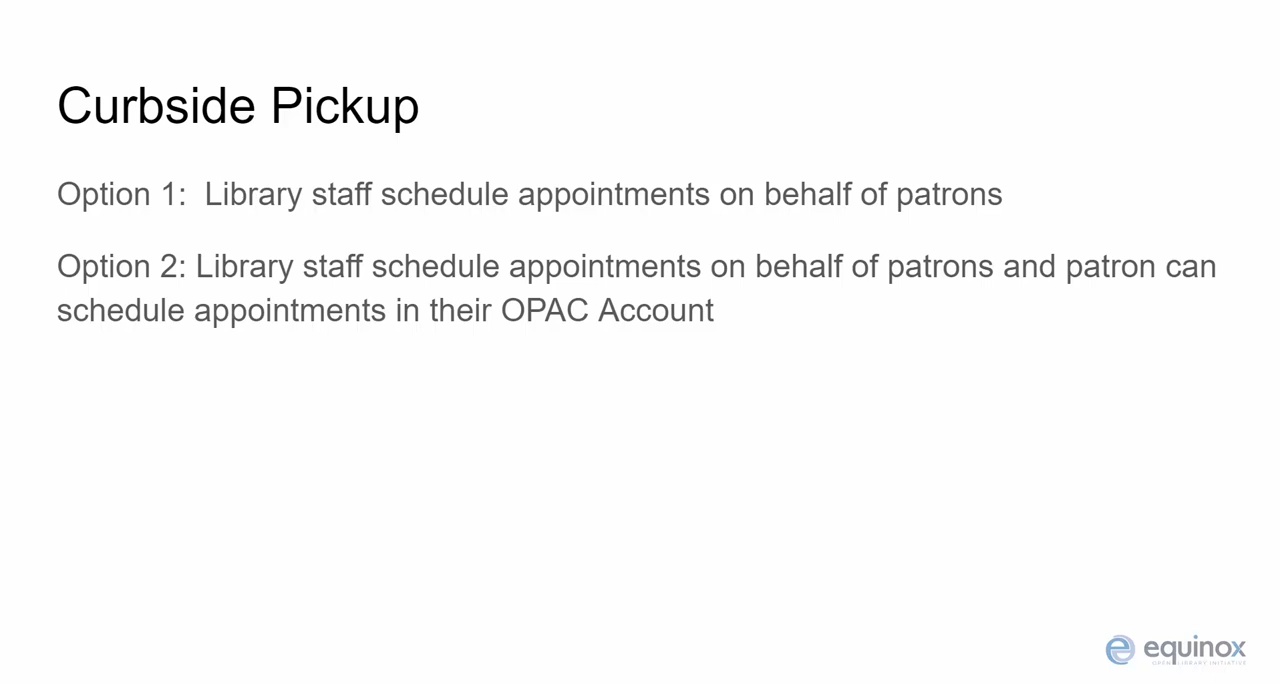 Curbside Pickup
Option 1:  Library staff schedule appointments on behalf of patrons
Option 2: Library staff schedule appointments on behalf of patrons and patron can
schedule appointments in their OPAC Account
equinox
OPEN LIBRARY INITIATIVE